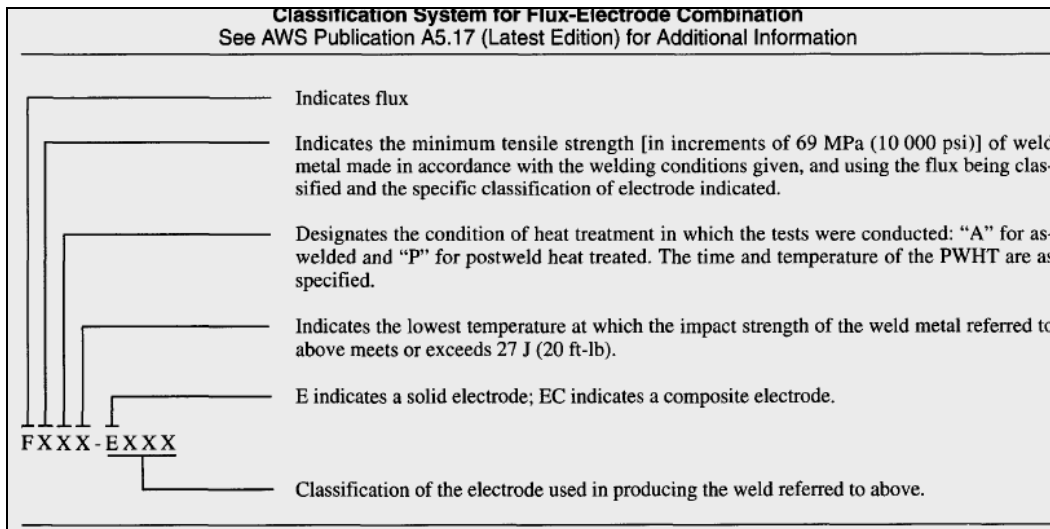 Classification System for Flux-Electrode Combination
See AWS Publication A5.17 (Latest Edition) for Additional Information
Indicates flux
Indicates the minimum tensile strength [in increments of 69 MPa (10 000 psi)] of weld
metal made in accordance with the welding conditions given, and using the flux being clas-
sified and the specific classification of electrode indicated.
Designates the condition of heat treatment in which the tests were conducted: “A” for as-
welded and “P” for postweld heat treated. The time and temperature of the PWHT are as
specified.
Indicates the lowest temperature at which the impact strength of the weld metal referred to
above meets or exceeds 27 J (20 ft-lb).
E indicates a solid electrode; EC indicates a composite electrode.
FXXX-EXXX
Classification of the electrode used in producing the weld referred to above.